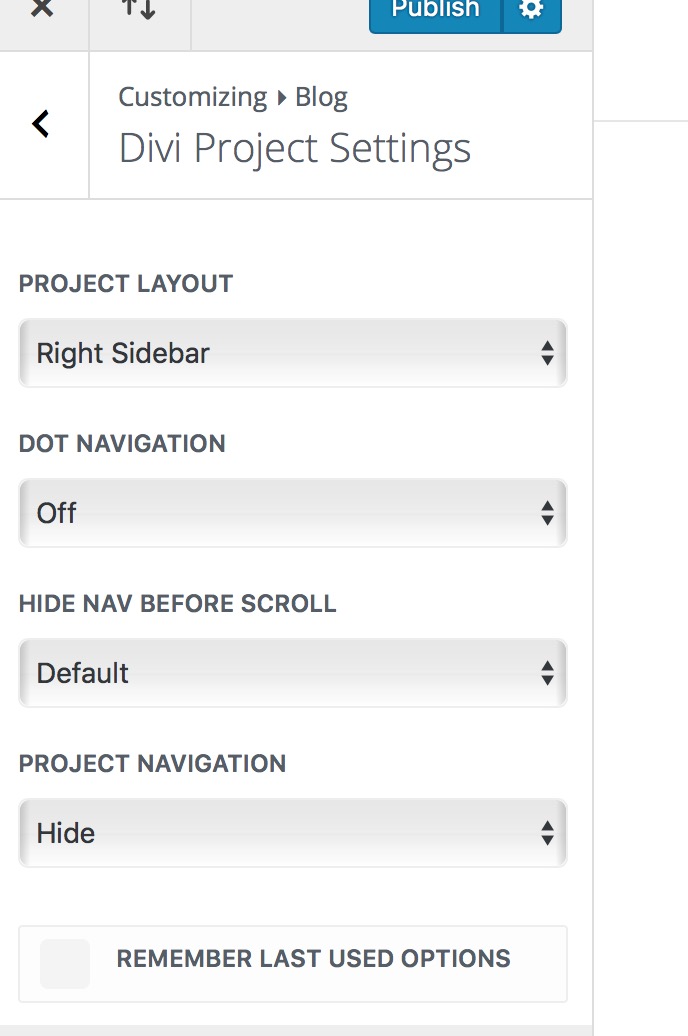 Publish
Customizing ▸ Blog
Divi Project Settings
PROJECT LAYOUT
Right Sidebar
DOT NAVIGATION
Off
HIDE NAV BEFORE SCROLL
Default
PROJECT NAVIGATION
Hide
REMEMBER LAST USED OPTIONS